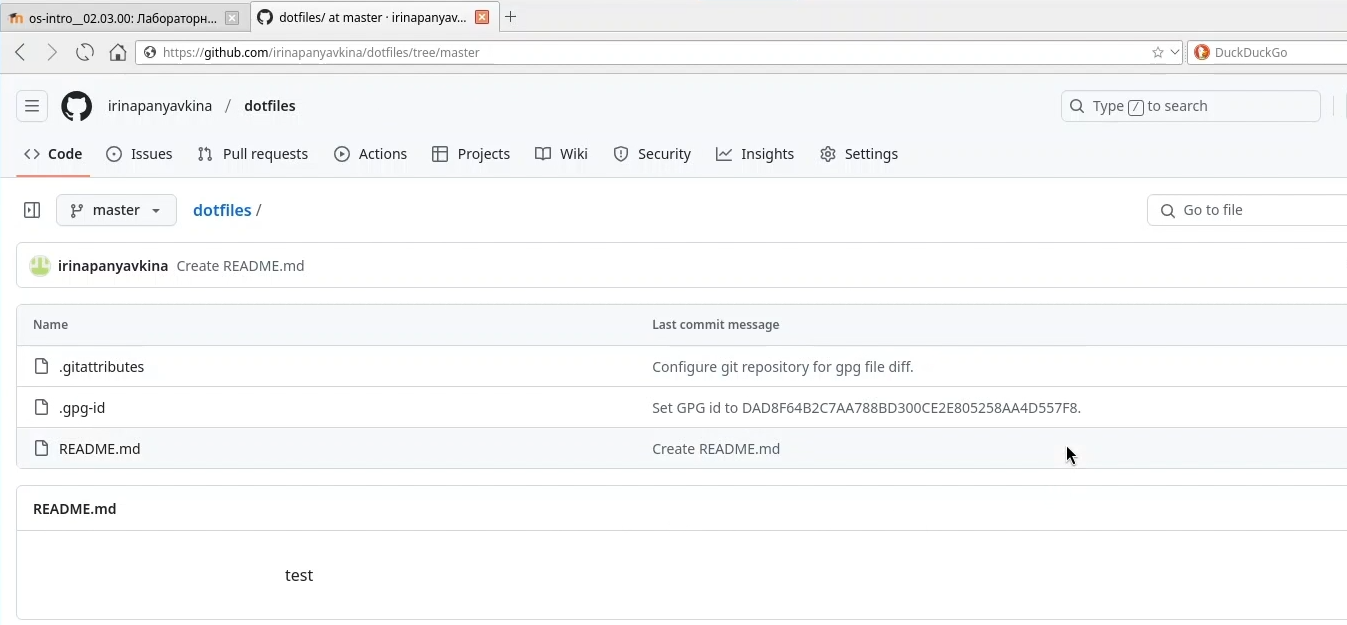 os-intro__02.03.00: Лабораторн... dotfiles/ at master · irinapanyav...
https://github.com/irinapanyavkina/dotfiles/tree/master DuckDuckGo
irinapanyavkina / dotfiles Type / to search
Code Issues Pull requests Actions Projects Wiki Security Insights Settings
master dotfiles / Go to file
irinapanyavkina Create README.md
Name Last commit message
.gitattributes Configure git repository for gpg file diff.
.gpg-id Set GPG id to DAD8F64B2C7AA788BD300CE2E805258AA4D557F8.
README.md Create README.md
README.md
test